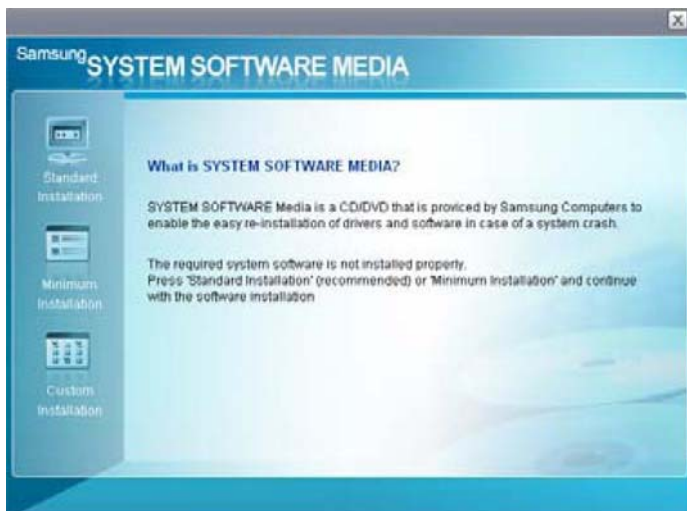 X
Samsung SYSTEM SOFTWARE MEDIA
Standard
Installation
Minimum
Installation
Custom
Installation
What is SYSTEM SOFTWARE MEDIA?
SYSTEM SOFTWARE Media is a CD/DVD that is proviced by Samsung Computers to
enable the easy re-installation of drivers and software in case of a system crash.
The required system software is not installed properly.
Press 'Standard Installation' (recommended) or 'Minimum Installation' and continue
with the software installation